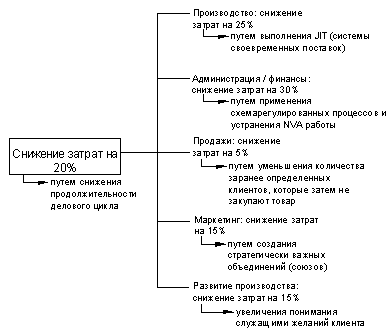 Снижение затрат на
20%
путем снижения
продолжительности
делового цикла
Производство: снижение
затрат на 25%
путем выполнения JIT (системы
своевременных поставок)
Администрация / финансы:
снижение затрат на 30%
путем применения
схемарегулированных процессов и
устранения NVA работы
Продажи: снижение
затрат на 5%
путем уменьшения количества
заранее определенных
клиентов, которые затем не
закупают товар
Маркетинг: снижение затрат
на 15%
путем создания
стратегически важных
объединений (союзов)
Развитие производства:
снижение затрат на 15%
увеличения понимания
служащими желаний клиента